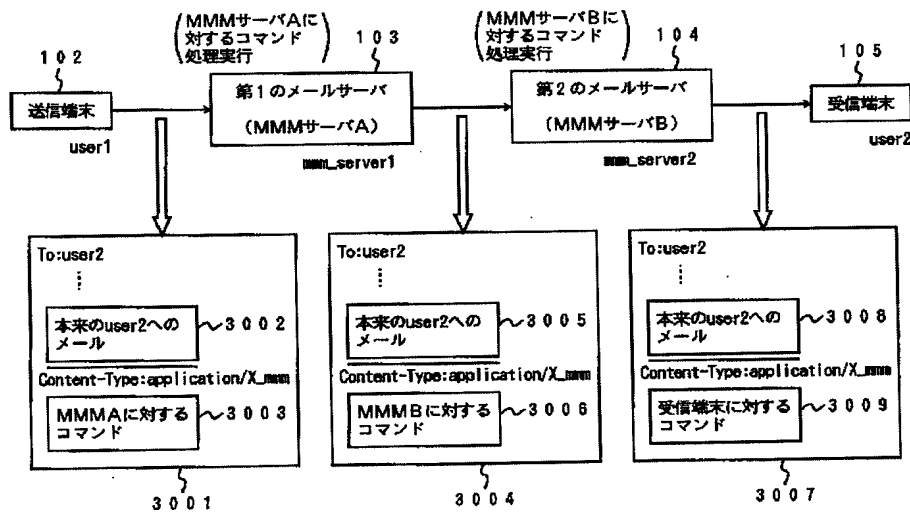 (MMMサーバAに
対するコマンド
処理実行)
103
(MMMサーバBに
対するコマンド
処理実行)
104
102
105
送信端末
第1のメールサーバ
(MMMサーバA)
第2のメールサーバ
(MMMサーバB)
受信端末
user1
mmm_server1
mmm_server2
user2
To:user2
本来のuser2への
メール
3002
Content-Type:application/X_mmm
MMMAに対する
コマンド
3003
3001
To:user2
本来のuser2への
メール
3005
Content-Type:application/X_mmm
MMMBに対する
コマンド
3006
3004
To:user2
本来のuser2への
メール
3008
Content-Type:application/X_mmm
受信端末に対する
コマンド
3009
3007